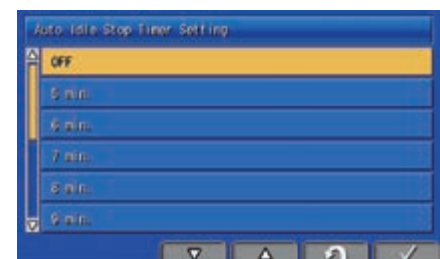 Auto Idle Stop Timer Setting
OFF
5 min.
6 min.
7 min.
8 min.
9 min.